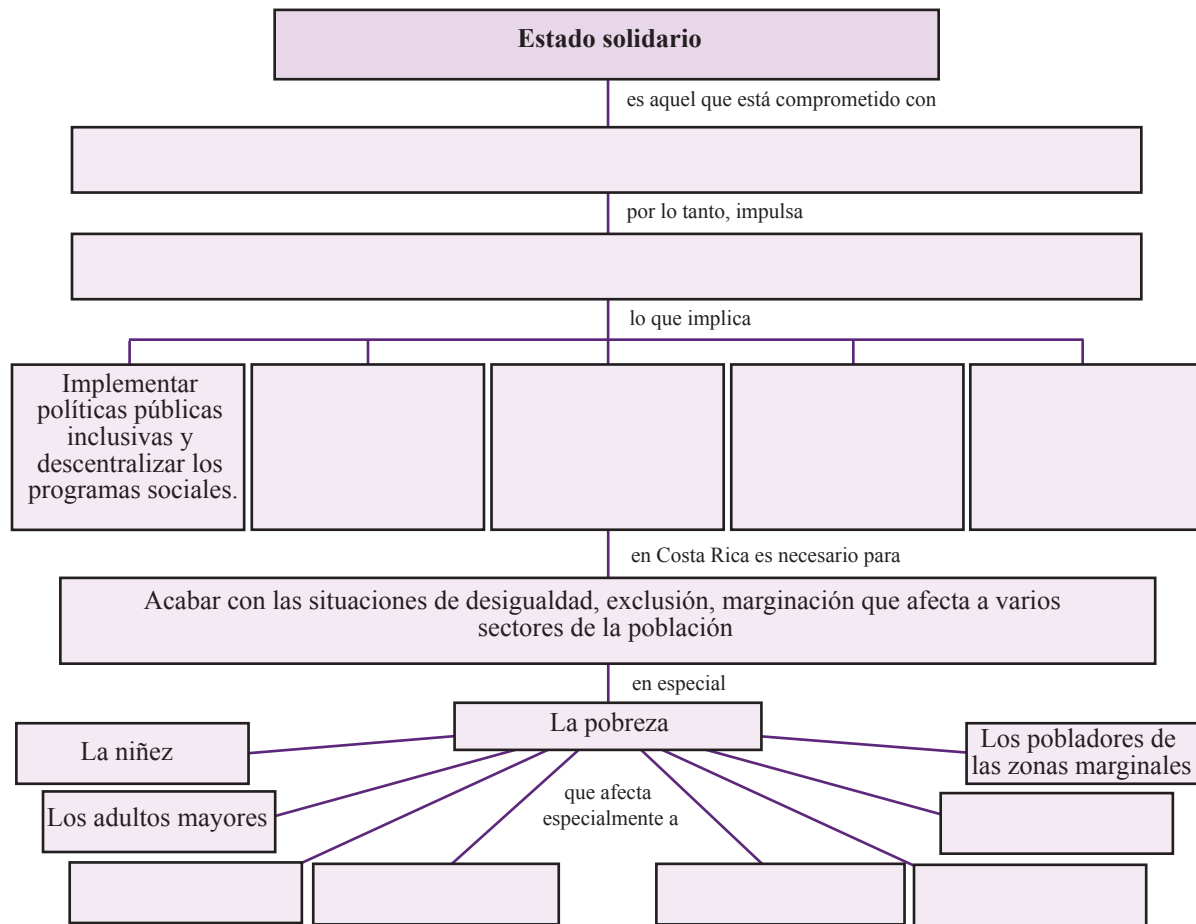 Estado solidario
es aquel que está comprometido con
por lo tanto, impulsa
lo que implica
Implementar
políticas públicas
inclusivas y
descentralizar los
programas sociales.
en Costa Rica es necesario para
Acabar con las situaciones de desigualdad, exclusión, marginación que afecta a varios
sectores de la población
en especial
La pobreza
La niñez
Los pobladores de
las zonas marginales
Los adultos mayores
que afecta
especialmente a